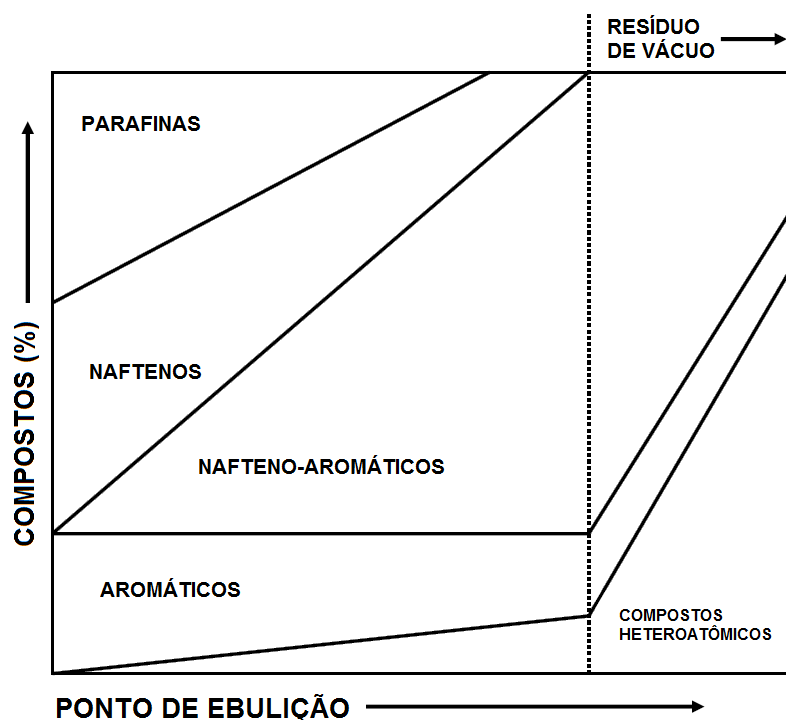 RESÍDUO
DE VÁCUO
PARAFINAS
COMPOSTOS (%)
NAFTENOS
NAFTENO-AROMÁTICOS
AROMÁTICOS
COMPOSTOS
HETEROATÔMICOS
PONTO DE EBULIÇÃO